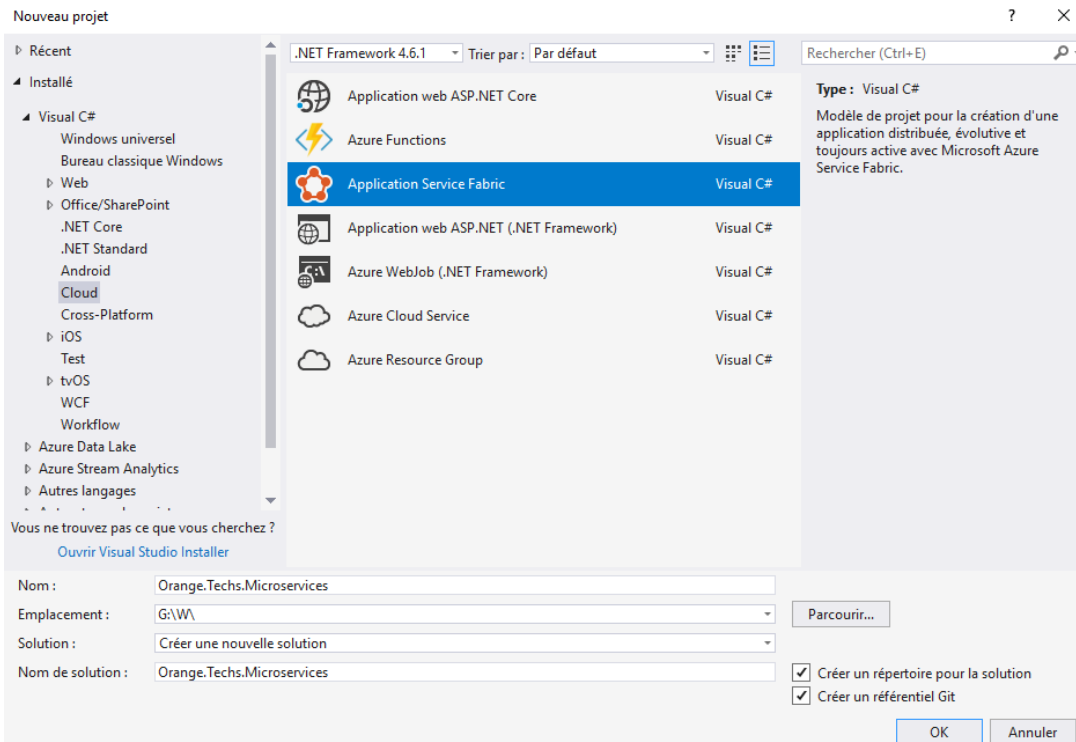 Nouveau projet
?
Récent
Installé
Visual C#
Windows universel
Bureau classique Windows
Web
Office/SharePoint
.NET Core
.NET Standard
Android
Cloud
Cross-Platform
iOS
Test
tvOS
WCF
Workflow
Azure Data Lake
Azure Stream Analytics
Autres langages
Vous ne trouvez pas ce que vous cherchez ?
Ouvrir Visual Studio Installer
.NET Framework 4.6.1 Trier par : Par défaut
Application web ASP.NET Core Visual C#
Azure Functions Visual C#
Application Service Fabric Visual C#
Application web ASP.NET (.NET Framework) Visual C#
Azure WebJob (.NET Framework) Visual C#
Azure Cloud Service Visual C#
Azure Resource Group Visual C#
Rechercher (Ctrl+E)
Type : Visual C#
Modèle de projet pour la création d'une
application distribuée, évolutive et
toujours active avec Microsoft Azure
Service Fabric.
Nom : Orange.Techs.Microservices
Emplacement : G:\W\ Parcourir...
Solution : Créer une nouvelle solution
Nom de solution : Orange.Techs.Microservices
Créer un répertoire pour la solution
Créer un référentiel Git
OK Annuler